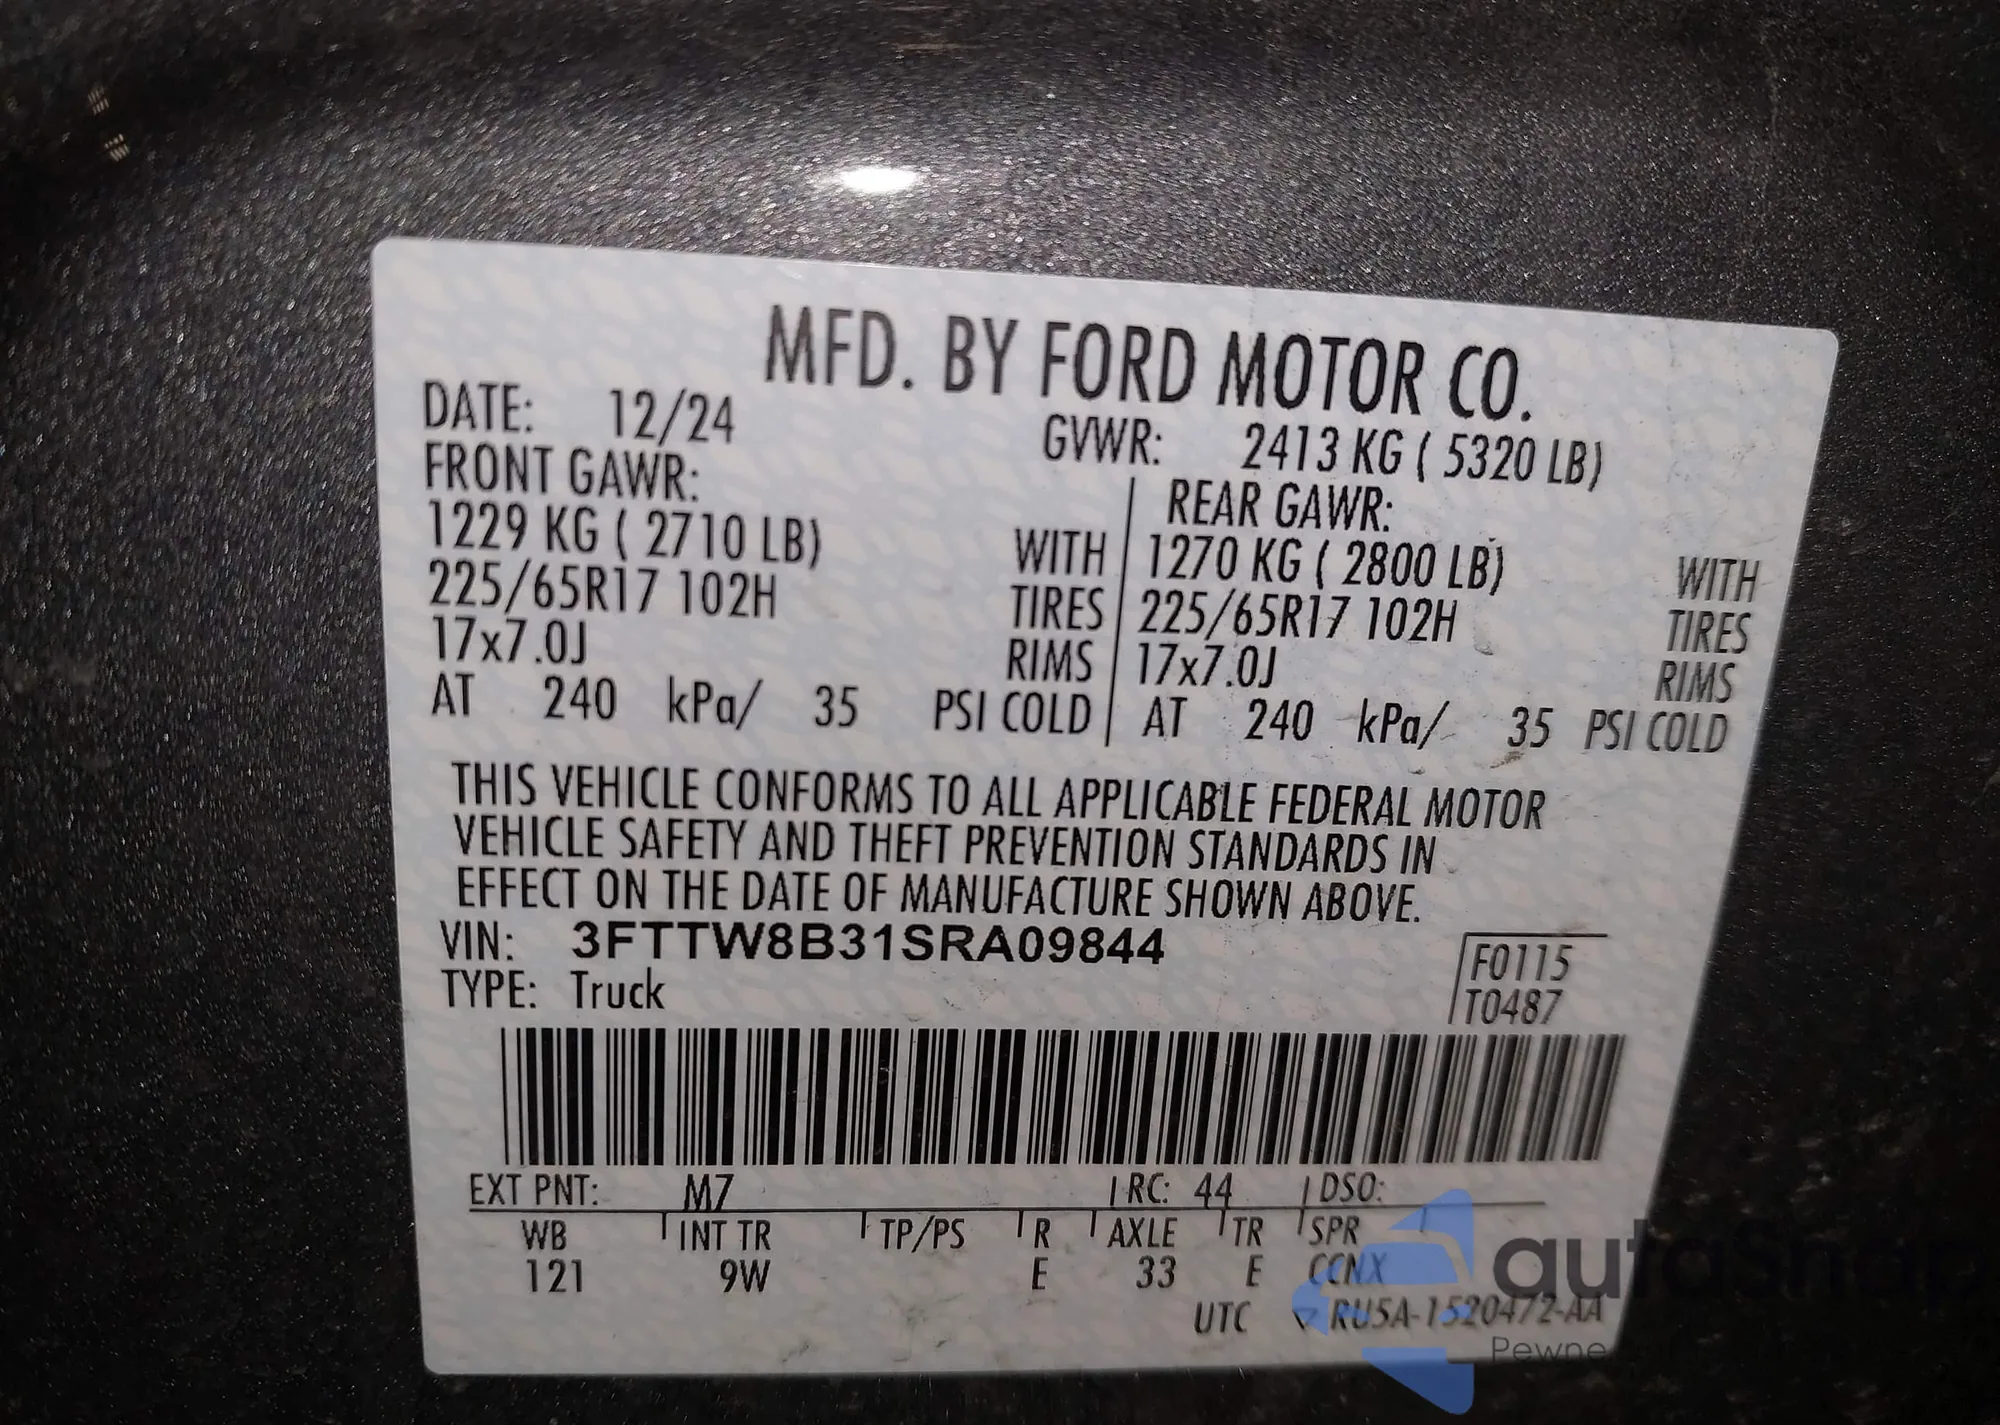 MFD. BY FORD MOTOR CO.
DATE: 12/24 GVWR: 2413 KG ( 5320 LB)
FRONT GAWR: REAR GAWR:
1229 KG ( 2710 LB) WITH 1270 KG ( 2800 LB) WITH
225/65R17 102H TIRES 225/65R17 102H TIRES
17x7.0J RIMS 17x7.0J RIMS
AT 240 kPa/ 35 PSI COLD AT 240 kPa/ 35 PSI COLD
THIS VEHICLE CONFORMS TO ALL APPLICABLE FEDERAL MOTOR
VEHICLE SAFETY AND THEFT PREVENTION STANDARDS IN
EFFECT ON THE DATE OF MANUFACTURE SHOWN ABOVE.
VIN: 3FTTW8B31SRA09844
TYPE: Truck
F0115
T0487
EXT PNT: M7 RC: 44 DSO:
WB INT TR TP/PS R AXLE TR SPR
121 9W E 33 E CCNX
UTC RU5A-1520472-AA
autosnap
Pewne